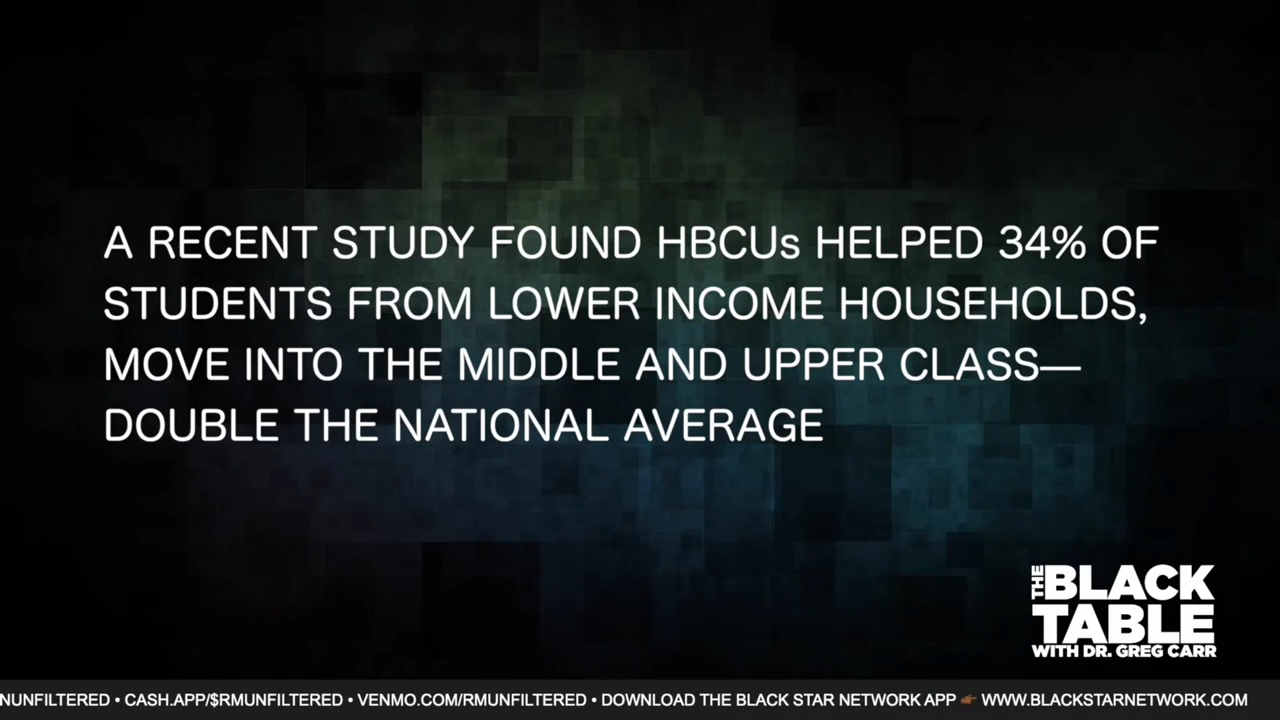 A RECENT STUDY FOUND HBCUs HELPED 34% OF
STUDENTS FROM LOWER INCOME HOUSEHOLDS,
MOVE INTO THE MIDDLE AND UPPER CLASS—
DOUBLE THE NATIONAL AVERAGE
THE BLACK
TABLE
WITH DR. GREG CARR
NUNFILTERED • CASH.APP/$RMUNFILTERED • VENMO.COM/RMUNFILTERED • DOWNLOAD THE BLACK STAR NETWORK APP 👉🏾 WWW.BLACKSTARNETWORK.COM